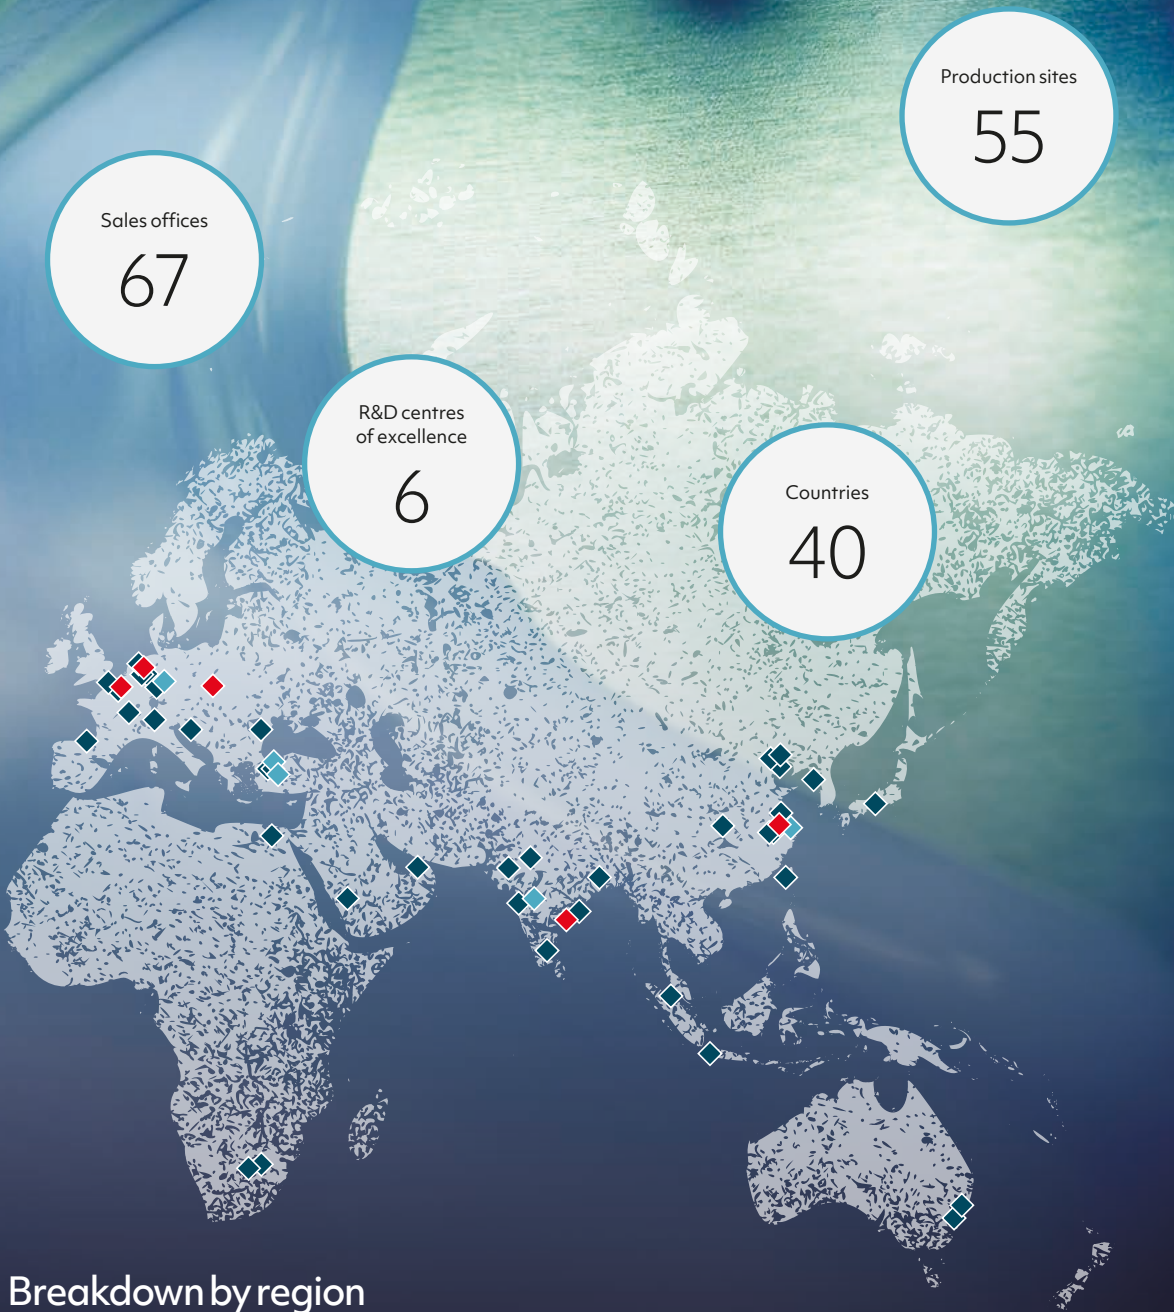 Production sites
55
Sales offices
67
R&D centres
of excellence
6
Countries
40
Breakdown by region